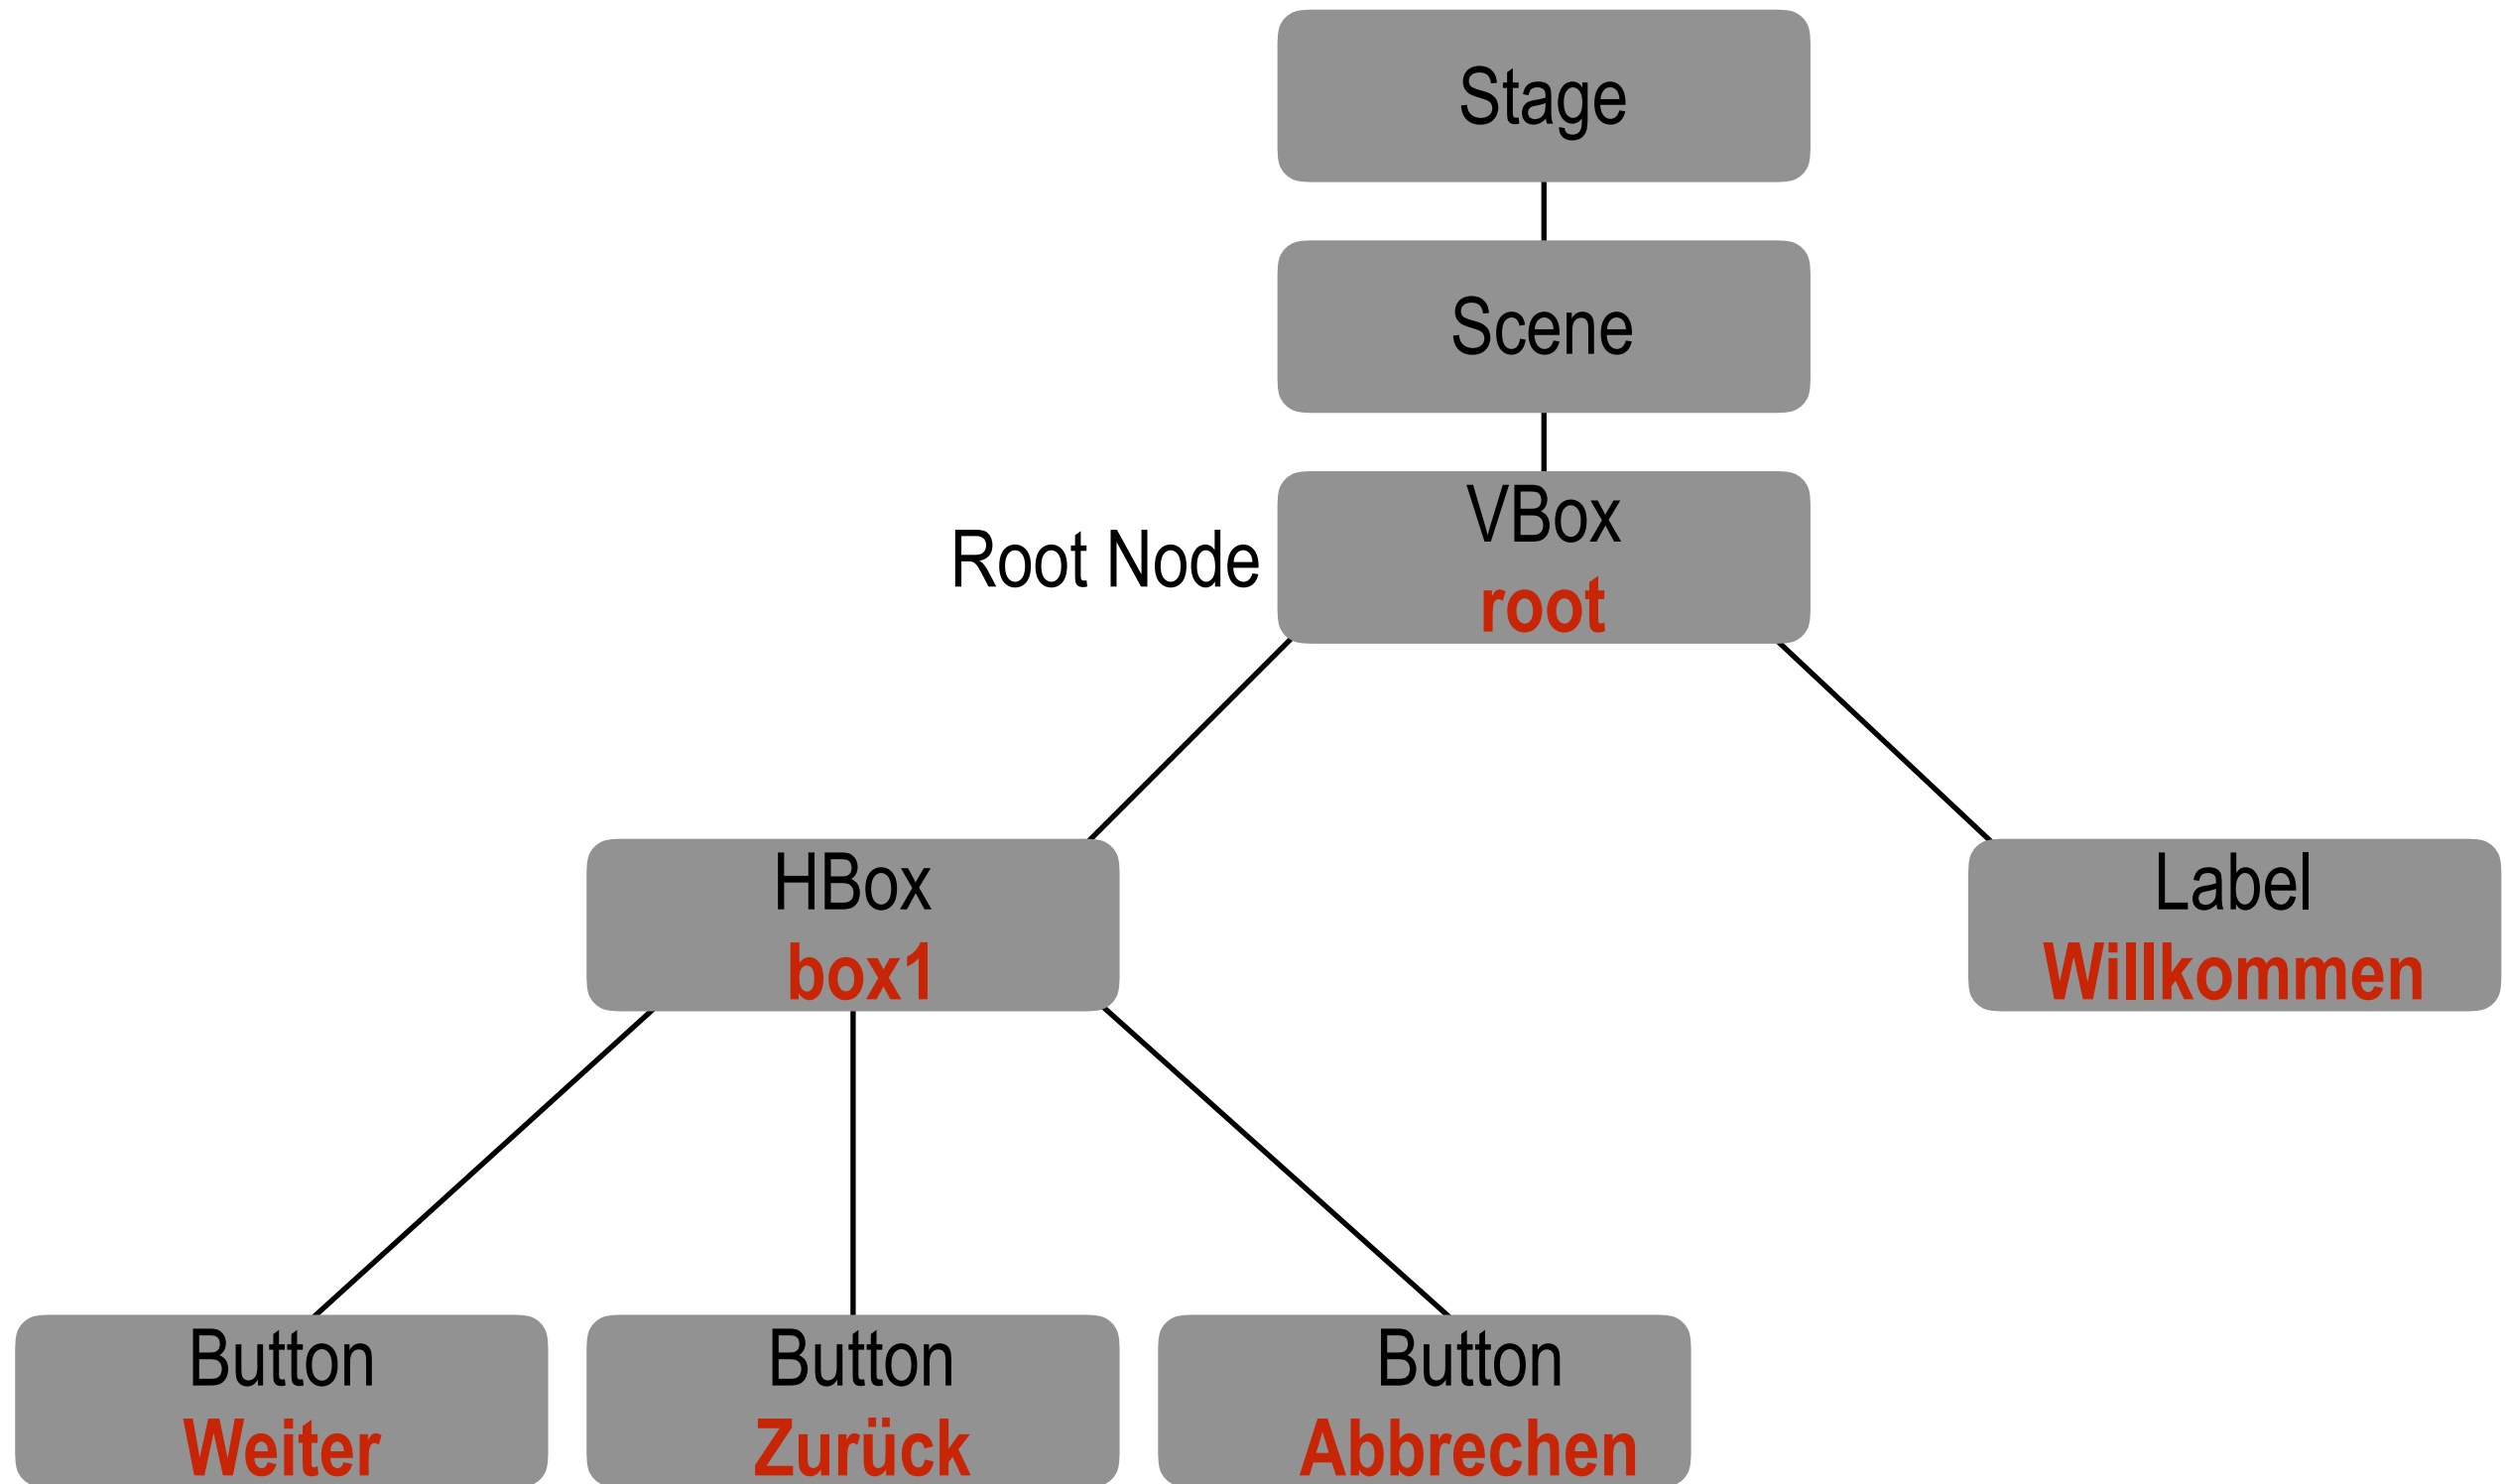 Stage
Scene
Root Node
VBox
root
HBox
box1
Label
Willkommen
Button
Weiter
Button
Zurück
Button
Abbrechen